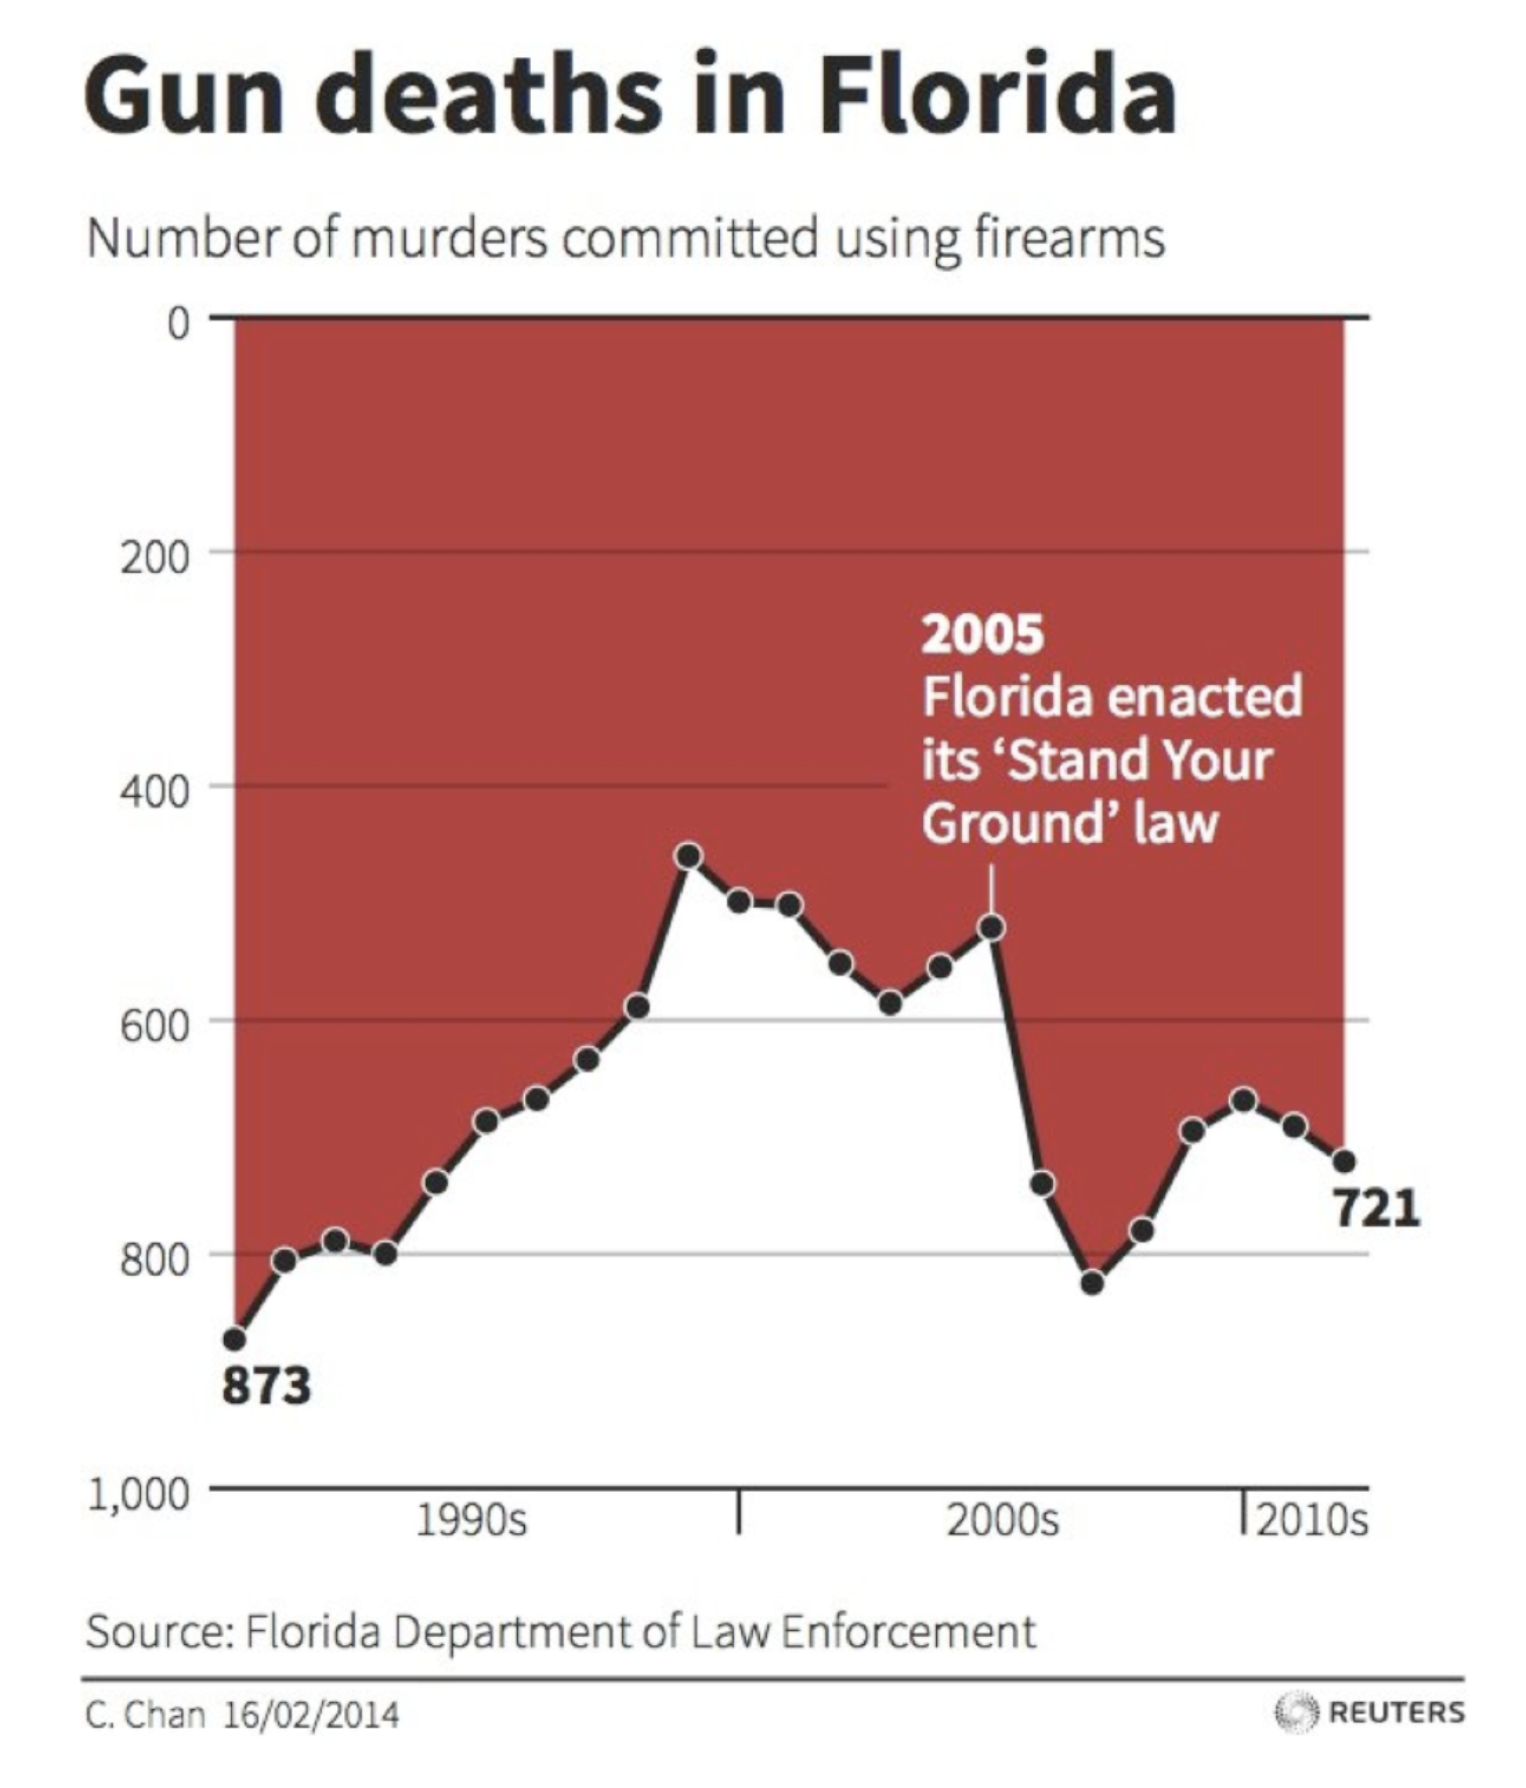 Gun deaths in Florida
Number of murders committed using firearms
0
200
2005
Florida enacted
its ‘Stand Your
Ground’ law
400
600
800
721
873
1,000
1990s 2000s 2010s
Source: Florida Department of Law Enforcement
C. Chan 16/02/2014
REUTERS